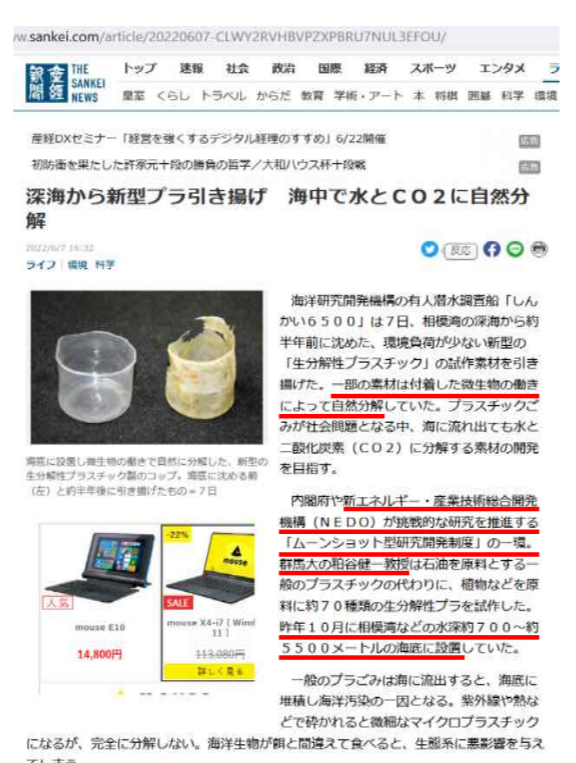 w.sankei.com/article/20220607-CLWY2RVHBVPZXPBRU7NUL3EFOU/
産経新聞
THE SANKEI NEWS
トップ 速報 社会 政治 国際 経済 スポーツ エンタメ ラ
皇室 くらし トラベル からだ 教育 学術・アート 本 将棋 囲碁 科学 環境
産経DXセミナー「経営を強くするデジタル経理のすすめ」6/22開催
広告
初防衛を果たした許家元十段の勝負の哲学/大和ハウス杯十段戦
広告
深海から新型プラ引き揚げ 海中で水とCO2に自然分
解
2022/6/7 16:32
ライフ 環境 科学
反応
海洋研究開発機構の有人潜水調査船「しん
かい6500」は7日、相模湾の深海から約
半年前に沈めた、環境負荷が少ない新型の
「生分解性プラスチック」の試作素材を引き
揚げた。一部の素材は付着した微生物の働き
によって自然分解していた。プラスチックご
みが社会問題となる中、海に流れ出ても水と
二酸化炭素(CO2)に分解する素材の開発
を目指す。
海底に設置し微生物の働きで自然に分解した、新型の
生分解性プラスチック製のコップ。海底に沈める前
(左)と約半年後に引き揚げたもの=7日
内閣府や新エネルギー・産業技術総合開発
機構(NEDO)が挑戦的な研究を推進する
「ムーンショット型研究開発制度」の一環。
群馬大の粕谷健一教授は石油を原料とする一
般のプラスチックの代わりに、植物などを原
料に約70種類の生分解性プラを試作した。
昨年10月に相模湾などの水深約700〜約
5500メートルの海底に設置していた。
人気
mouse E10
14,800円
-22%
mouse
SALE
mouse X4-i7 [ Wind
11 ]
113,080円
詳しく見る
一般のプラごみは海に流出すると、海底に
堆積し海洋汚染の一因となる。紫外線や熱な
どで砕かれると微細なマイクロプラスチック
になるが、完全に分解しない。海洋生物が餌と間違えて食べると、生態系に悪影響を与え